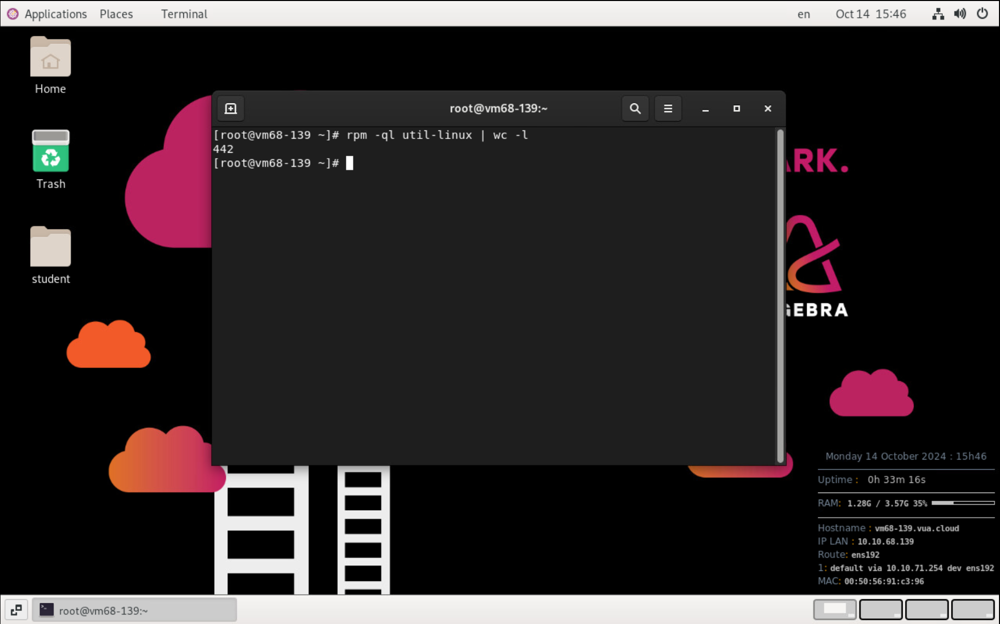 Applications Places Terminal en Oct 14 15:46
Home
Trash
student
root@vm68-139:~
[root@vm68-139 ~]# rpm -ql util-linux | wc -l
442
[root@vm68-139 ~]#
RK.
EBRA
Monday 14 October 2024 : 15h46
Uptime : 0h 33m 16s
RAM: 1.28G / 3.57G 35%
Hostname : vm68-139.vua.cloud
IP LAN : 10.10.68.139
Route: ens192
1: default via 10.10.71.254 dev ens192
MAC: 00:50:56:91:c3:96
root@vm68-139:~